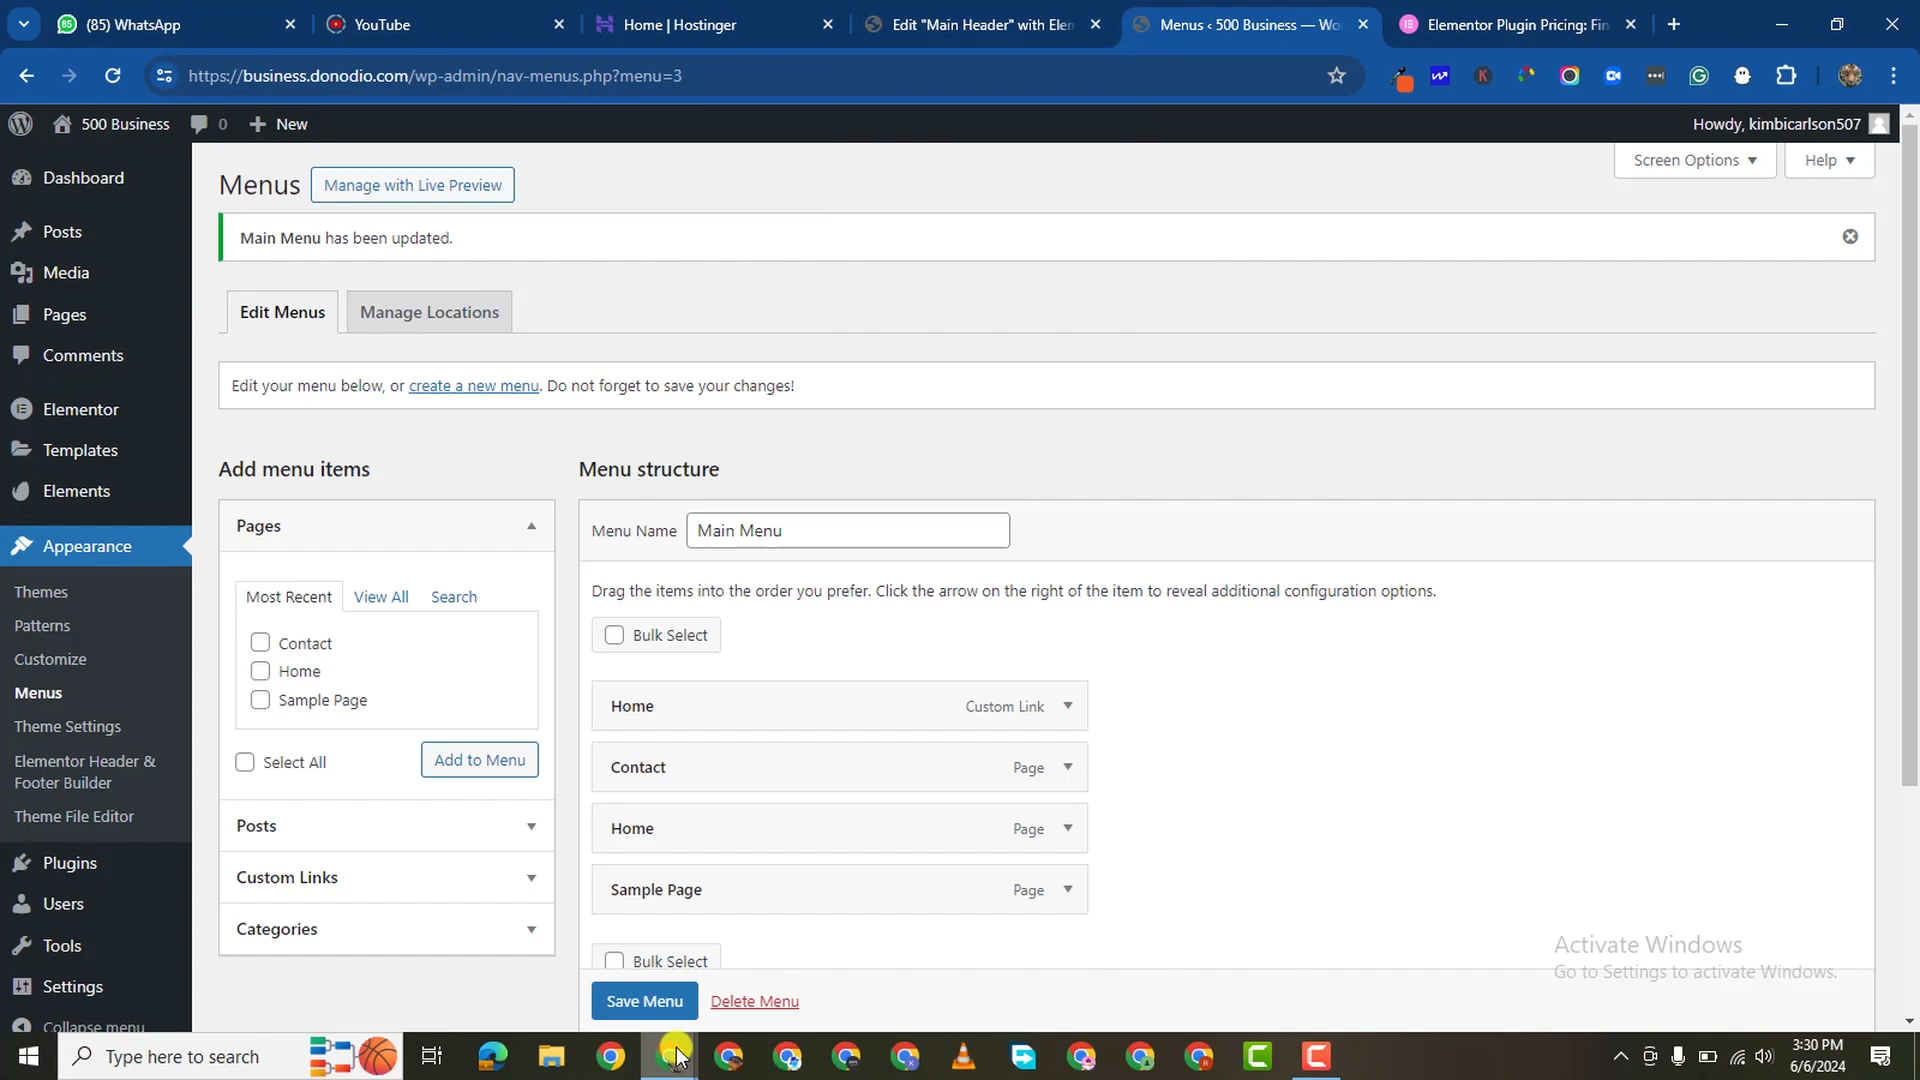 (85) WhatsApp
YouTube
Home | Hostinger
Edit "Main Header" with Elem
Menus ‹ 500 Business — Wo
Elementor Plugin Pricing: Fin
https://business.donodio.com/wp-admin/nav-menus.php?menu=3
500 Business
0
New
Howdy, kimbicarlson507
Dashboard
Posts
Media
Pages
Comments
Elementor
Templates
Elements
Appearance
Themes
Patterns
Customize
Menus
Theme Settings
Elementor Header &
Footer Builder
Theme File Editor
Plugins
Users
Tools
Settings
Collapse menu
Menus
Manage with Live Preview
Screen Options
Help
Main Menu has been updated.
Edit Menus
Manage Locations
Edit your menu below, or create a new menu. Do not forget to save your changes!
Add menu items
Pages
Most Recent
View All
Search
Contact
Home
Sample Page
Select All
Add to Menu
Posts
Custom Links
Categories
Menu structure
Menu Name
Main Menu
Drag the items into the order you prefer. Click the arrow on the right of the item to reveal additional configuration options.
Bulk Select
Home
Custom Link
Contact
Page
Home
Page
Sample Page
Page
Bulk Select
Save Menu
Delete Menu
Activate Windows
Go to Settings to activate Windows.
Type here to search
3:30 PM
6/6/2024